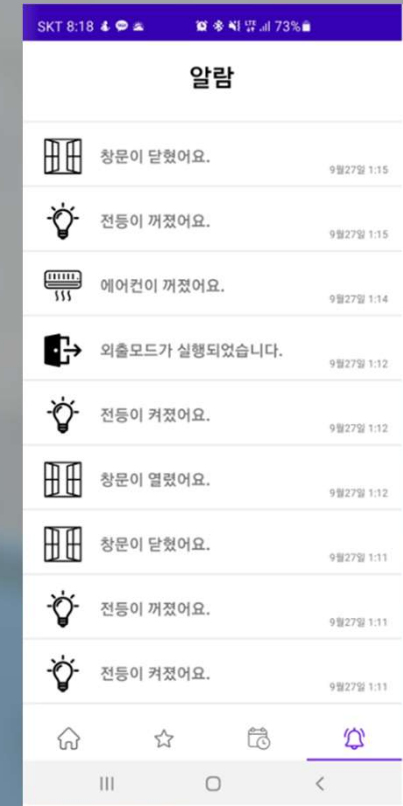 SKT 8:18 73%
알람
창문이 닫혔어요.
9월27일 1:15
전등이 꺼졌어요.
9월27일 1:15
에어컨이 꺼졌어요.
9월27일 1:14
외출모드가 실행되었습니다.
9월27일 1:12
전등이 켜졌어요.
9월27일 1:12
창문이 열렸어요.
9월27일 1:12
창문이 닫혔어요.
9월27일 1:11
전등이 꺼졌어요.
9월27일 1:11
전등이 켜졌어요.
9월27일 1:11